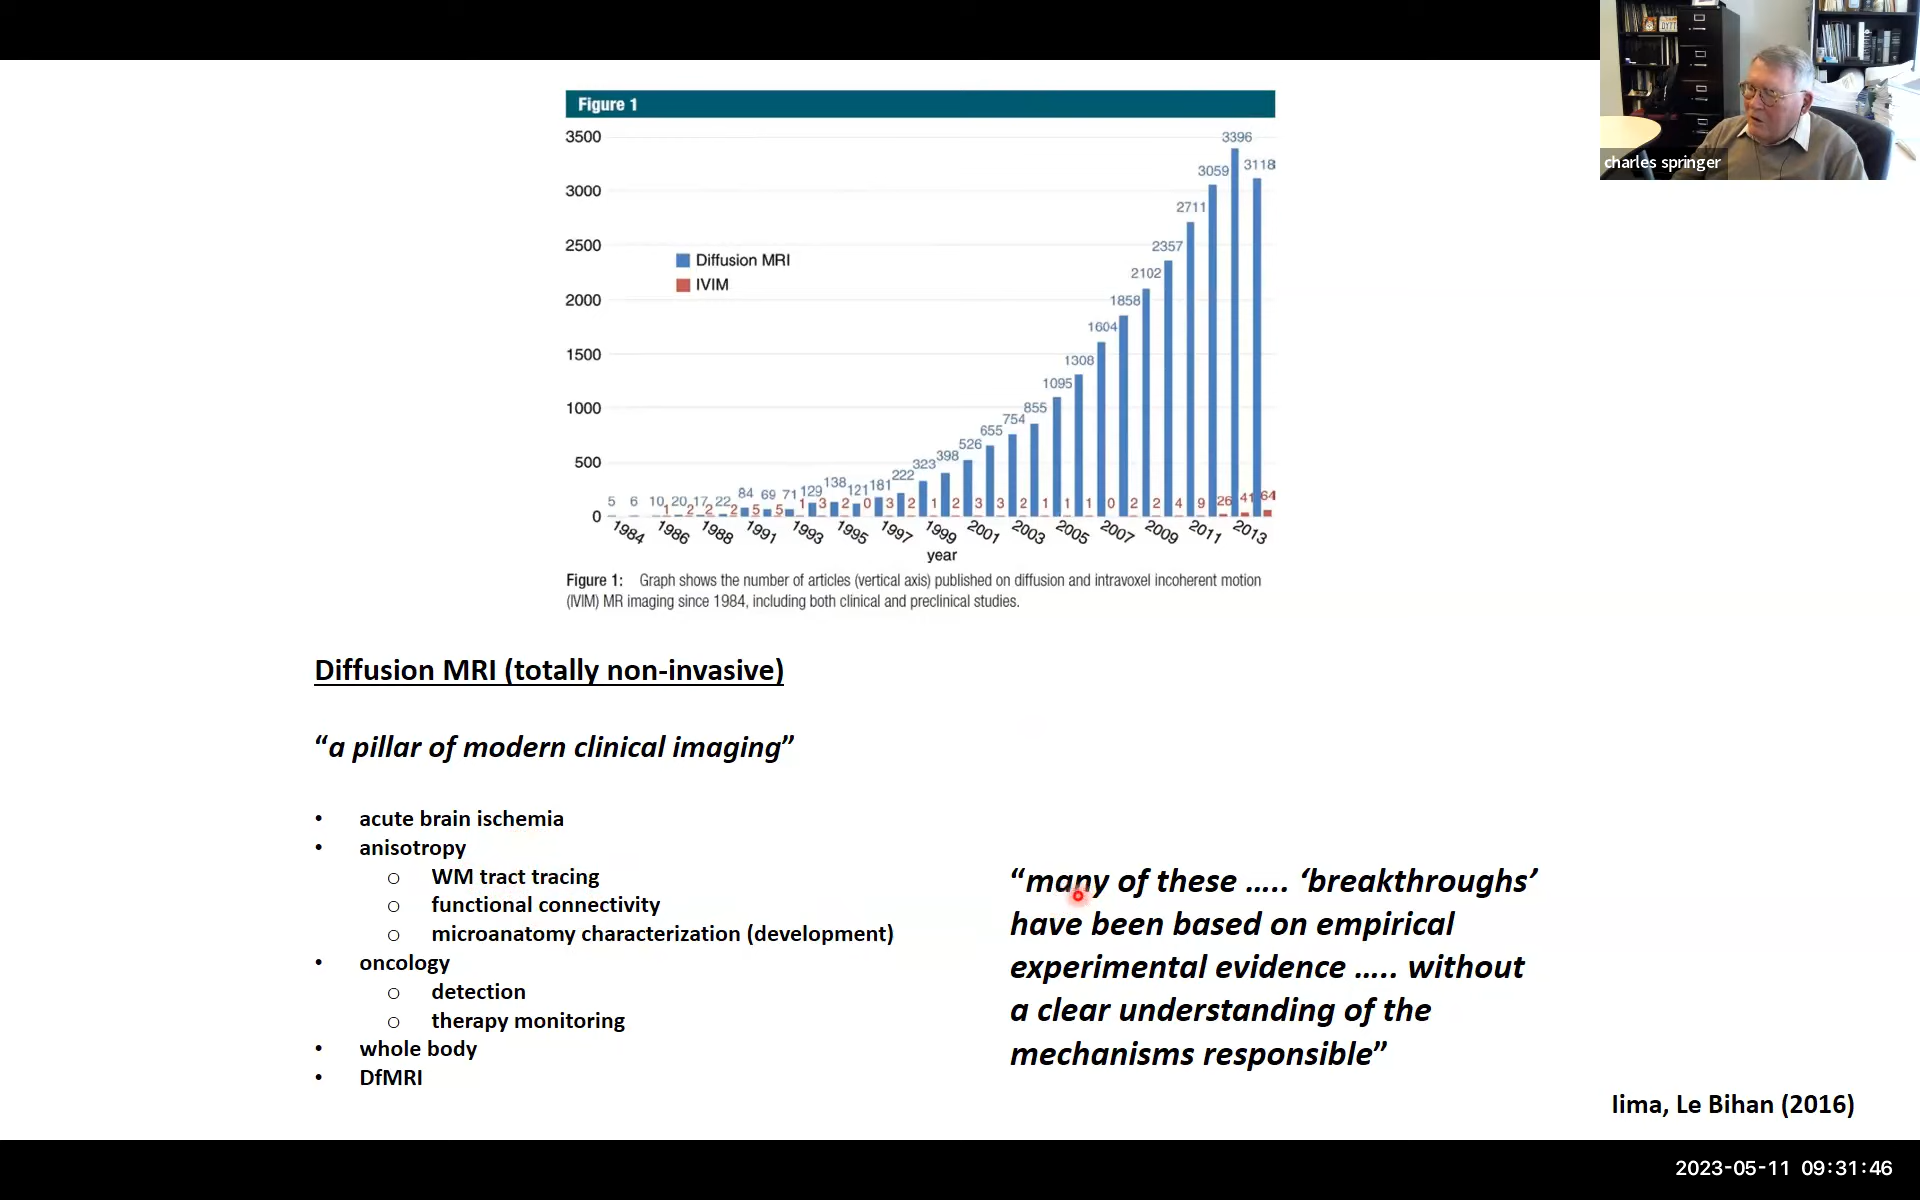 Figure 1
3500
3000
2500
2000
1500
1000
500
0
Diffusion MRI
IVIM
5 6 10 20 17 22 84 69 71 129 138 121 181 222 323 398 526 655 754 855 1095 1308 1604 1858 2102 2357 2711 3059 3396 3118
1 2 2 2 5 5 1 3 2 0 3 2 1 2 3 3 2 1 1 1 0 2 2 4 9 26 41 64
1984 1986 1988 1991 1993 1995 1997 1999 2001 2003 2005 2007 2009 2011 2013
year
Figure 1: Graph shows the number of articles (vertical axis) published on diffusion and intravoxel incoherent motion
(IVIM) MR imaging since 1984, including both clinical and preclinical studies.
charles springer
Diffusion MRI (totally non-invasive)
“a pillar of modern clinical imaging”
• acute brain ischemia
• anisotropy
o WM tract tracing
o functional connectivity
o microanatomy characterization (development)
• oncology
o detection
o therapy monitoring
• whole body
• DfMRI
“many of these ….. ‘breakthroughs’
have been based on empirical
experimental evidence ….. without
a clear understanding of the
mechanisms responsible”
Iima, Le Bihan (2016)
2023-05-11 09:31:46